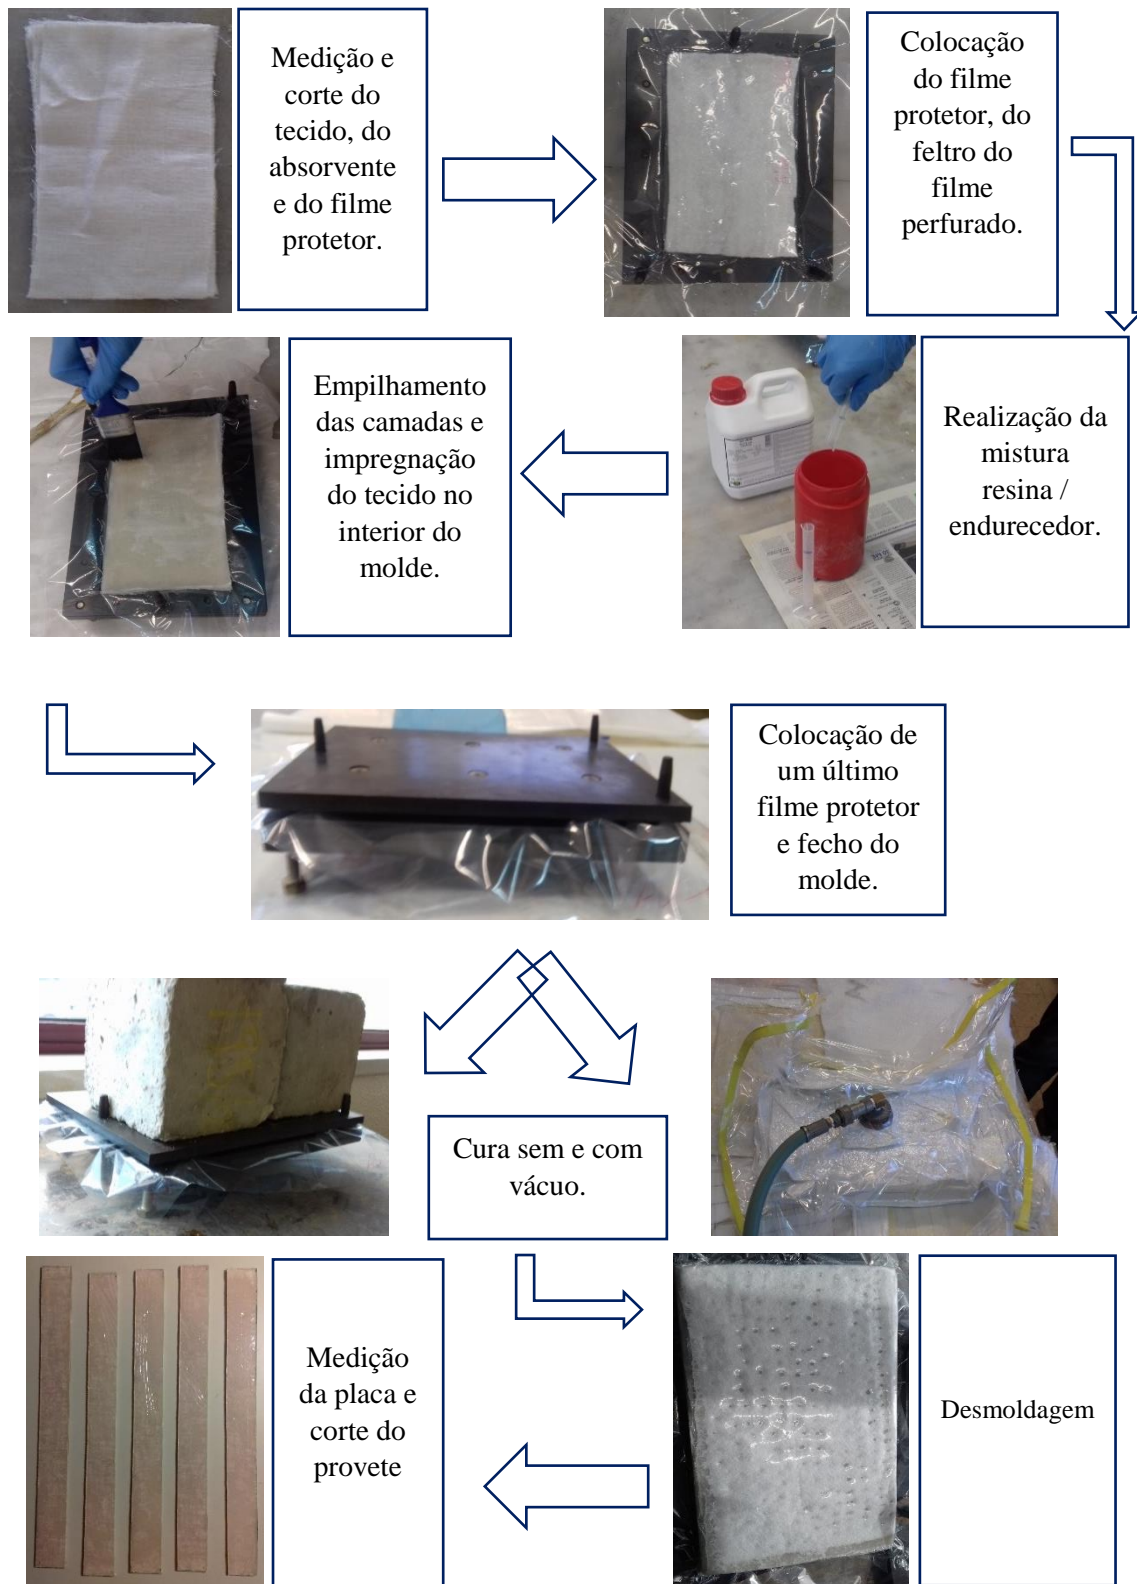 Medição e
corte do
tecido, do
absorvente
e do filme
protetor.
Colocação
do filme
protetor, do
feltro do
filme
perfurado.
Realização da
mistura
resina /
endurecedor.
Empilhamento
das camadas e
impregnação
do tecido no
interior do
molde.
Colocação de
um último
filme protetor
e fecho do
molde.
Cura sem e com
vácuo.
Desmoldagem
Medição
da placa e
corte do
provete